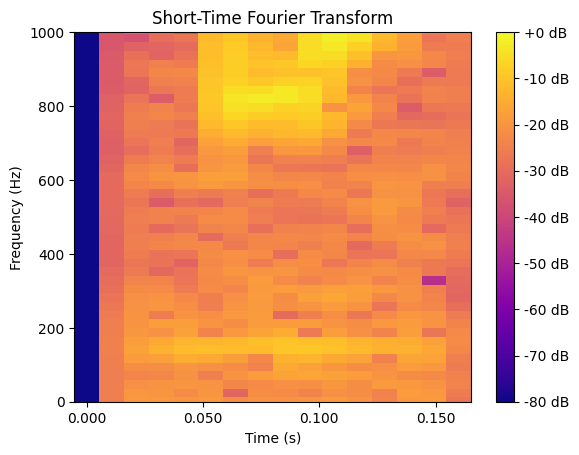 Short-Time Fourier Transform
1000
800
600
400
200
0
Frequency (Hz)
0.000
0.050
0.100
0.150
Time (s)
+0 dB
-10 dB
-20 dB
-30 dB
-40 dB
-50 dB
-60 dB
-70 dB
-80 dB